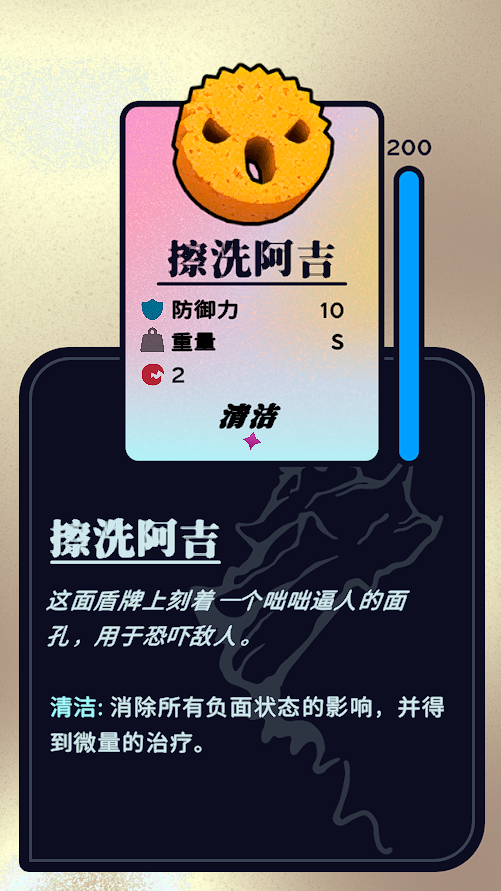 200
擦洗阿吉
防御力 10
重量 S
2
清洁
擦洗阿吉
这面盾牌上刻着一个咄咄逼人的面
孔，用于恐吓敌人。
清洁: 消除所有负面状态的影响，并得
到微量的治疗。